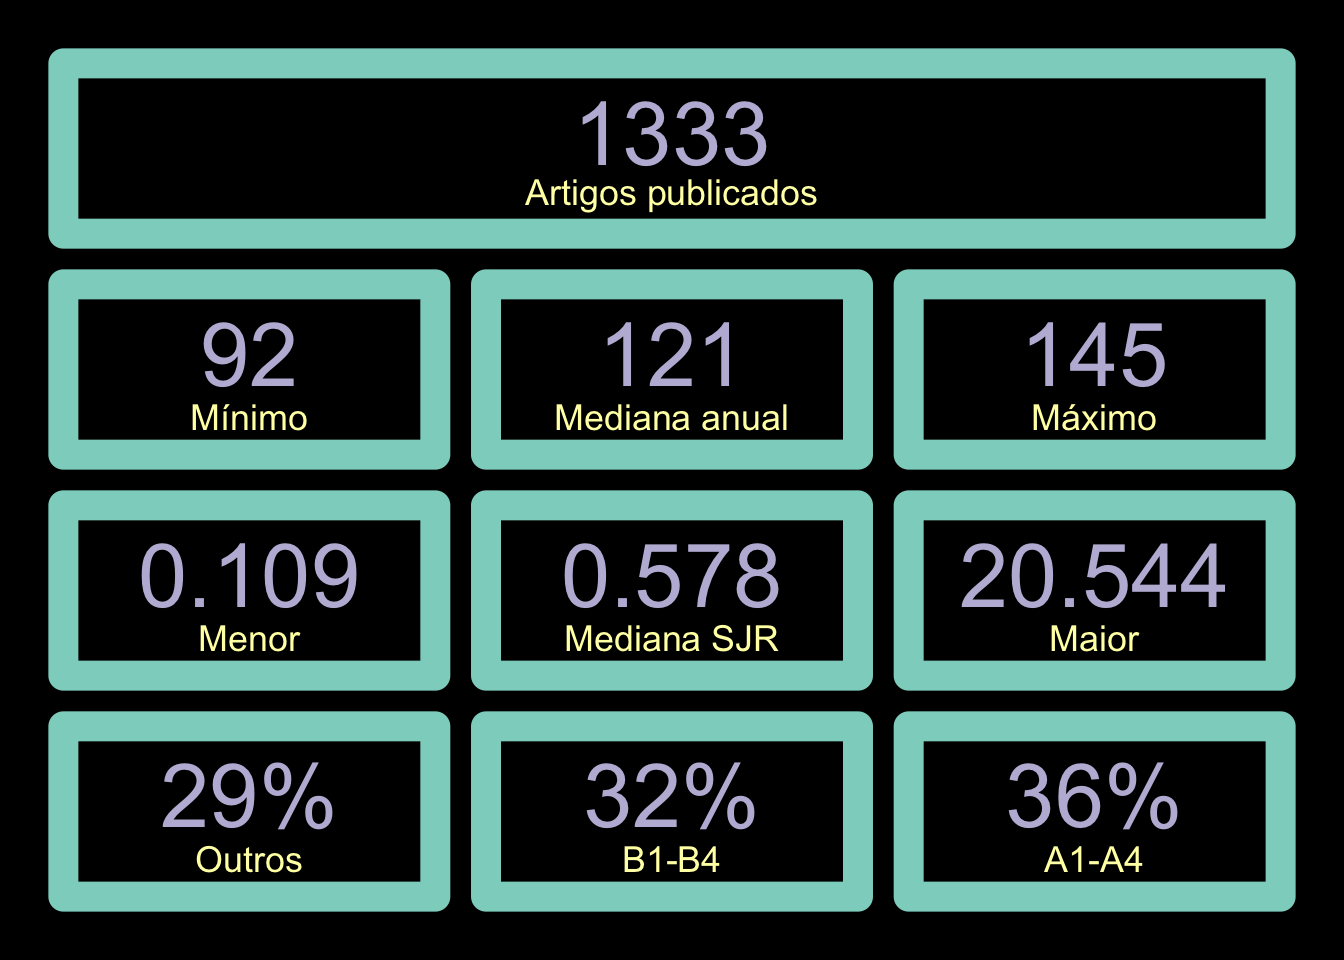 1333
Artigos publicados
92
Mínimo
121
Mediana anual
145
Máximo
0.109
Menor
0.578
Mediana SJR
20.544
Maior
29%
Outros
32%
B1-B4
36%
A1-A4